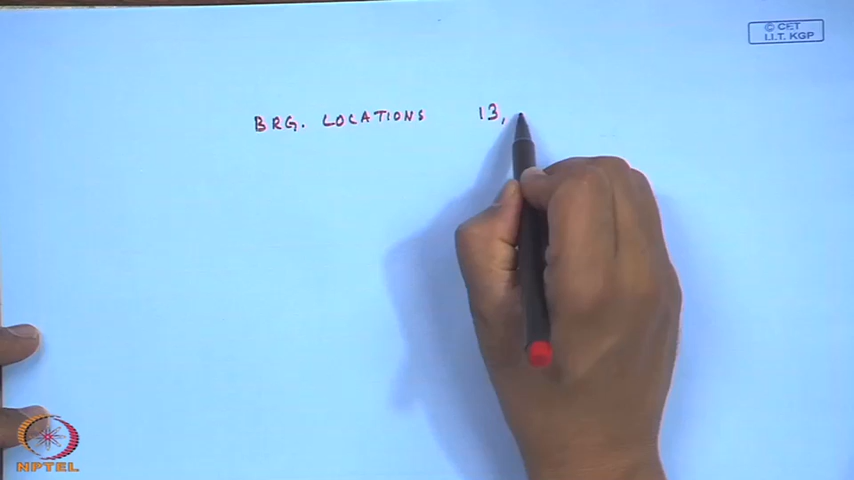 © CET
I.I.T. KGP
BRG. LOCATIONS 13,
NPTEL